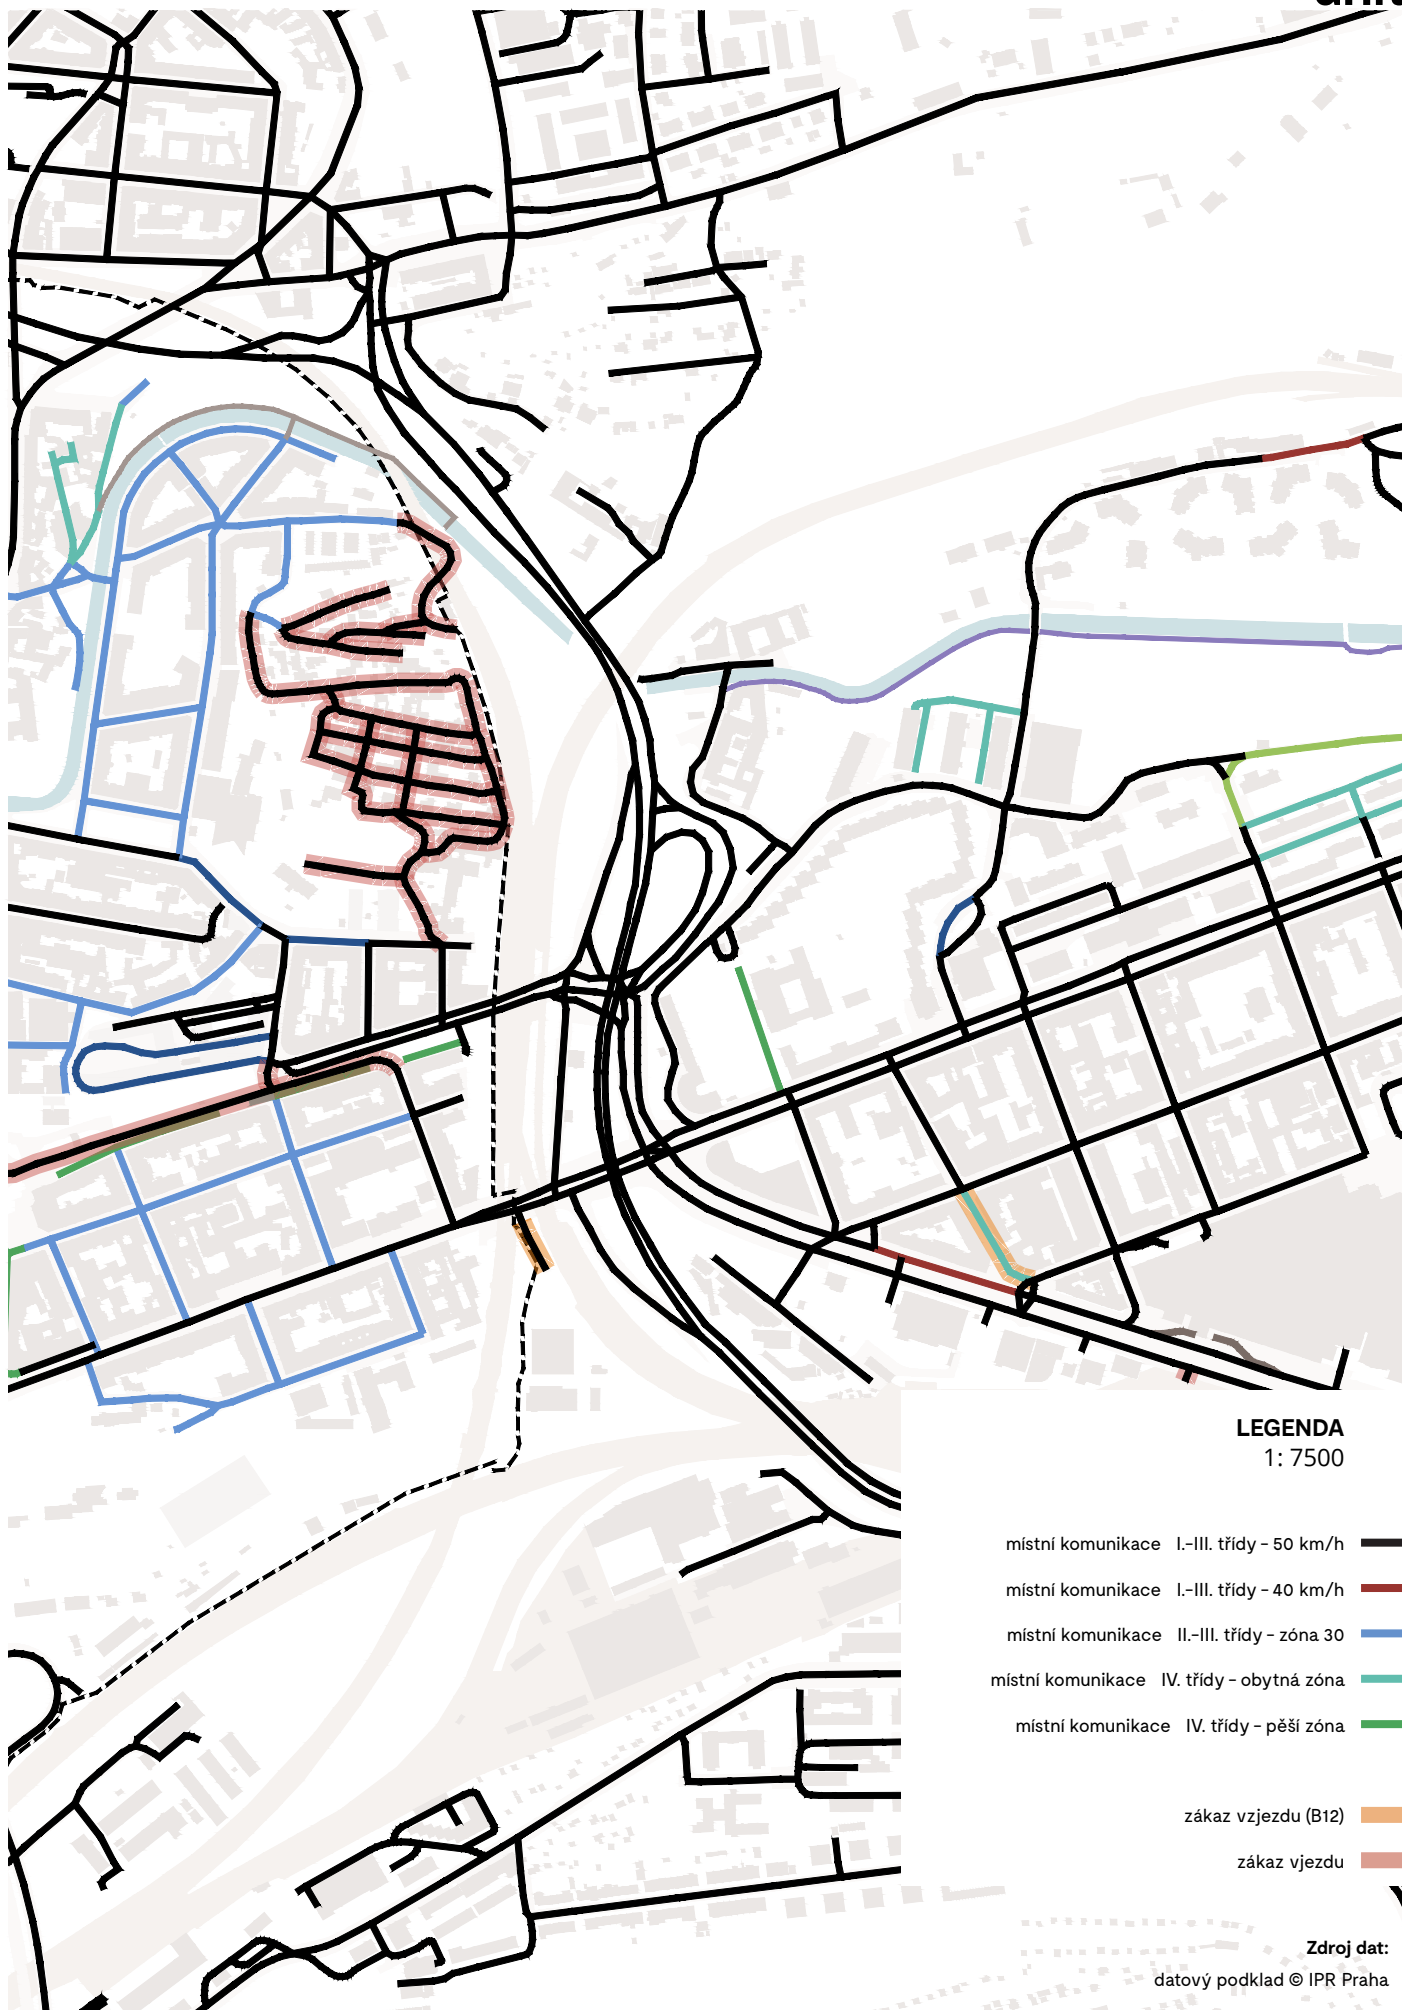 LEGENDA
1: 7500
místní komunikace I.-III. třídy - 50 km/h
místní komunikace I.-III. třídy - 40 km/h
místní komunikace II.-III. třídy - zóna 30
místní komunikace IV. třídy - obytná zóna
místní komunikace IV. třídy - pěší zóna
zákaz vzjezdu (B12)
zákaz vjezdu
Zdroj dat:
datový podklad © IPR Praha